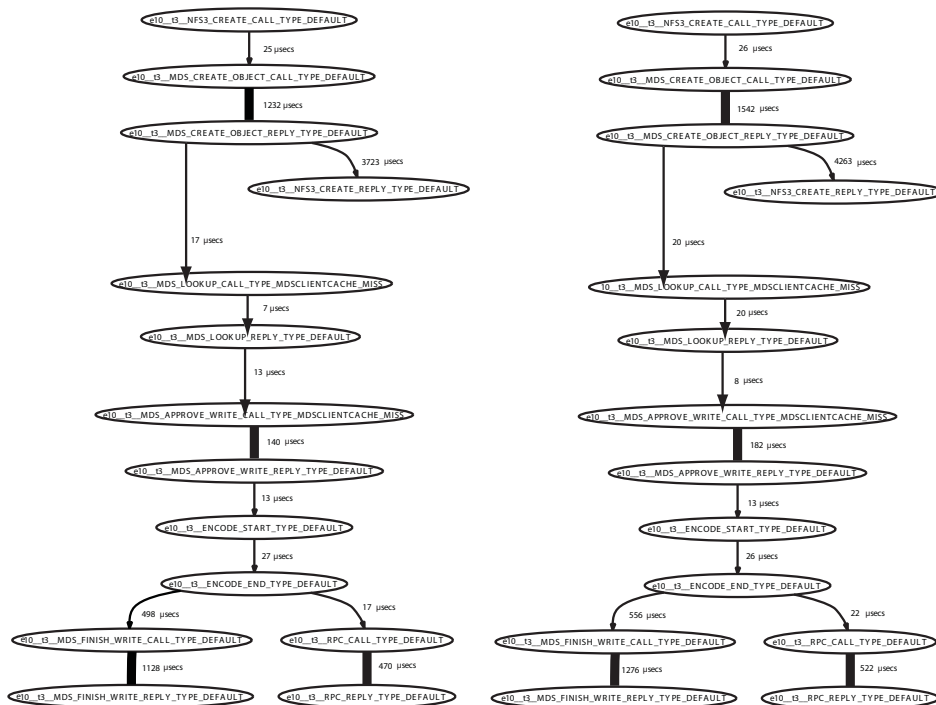 e10__t3__NFS3_CREATE_CALL_TYPE_DEFAULT
25 µsecs
e10__t3__MDS_CREATE_OBJECT_CALL_TYPE_DEFAULT
1232 µsecs
e10__t3__MDS_CREATE_OBJECT_REPLY_TYPE_DEFAULT
3723 µsecs
e10__t3__NFS3_CREATE_REPLY_TYPE_DEFAULT
17 µsecs
e10__t3__MDS_LOOKUP_CALL_TYPE_MDSCLIENTCACHE_MISS
7 µsecs
e10__t3__MDS_LOOKUP_REPLY_TYPE_DEFAULT
13 µsecs
e10__t3__MDS_APPROVE_WRITE_CALL_TYPE_MDSCLIENTCACHE_MISS
140 µsecs
e10__t3__MDS_APPROVE_WRITE_REPLY_TYPE_DEFAULT
13 µsecs
e10__t3__ENCODE_START_TYPE_DEFAULT
27 µsecs
e10__t3__ENCODE_END_TYPE_DEFAULT
498 µsecs
17 µsecs
e10__t3__MDS_FINISH_WRITE_CALL_TYPE_DEFAULT
e10__t3__RPC_CALL_TYPE_DEFAULT
1128 µsecs
470 µsecs
e10__t3__MDS_FINISH_WRITE_REPLY_TYPE_DEFAULT
e10__t3__RPC_REPLY_TYPE_DEFAULT
e10__t3__NFS3_CREATE_CALL_TYPE_DEFAULT
26 µsecs
e10__t3__MDS_CREATE_OBJECT_CALL_TYPE_DEFAULT
1542 µsecs
e10__t3__MDS_CREATE_OBJECT_REPLY_TYPE_DEFAULT
4263 µsecs
e10__t3__NFS3_CREATE_REPLY_TYPE_DEFAULT
20 µsecs
10__t3__MDS_LOOKUP_CALL_TYPE_MDSCLIENTCACHE_MISS
20 µsecs
e10__t3__MDS_LOOKUP_REPLY_TYPE_DEFAULT
8 µsecs
e10__t3__MDS_APPROVE_WRITE_CALL_TYPE_MDSCLIENTCACHE_MISS
182 µsecs
e10__t3__MDS_APPROVE_WRITE_REPLY_TYPE_DEFAULT
13 µsecs
e10__t3__ENCODE_START_TYPE_DEFAULT
26 µsecs
e10__t3__ENCODE_END_TYPE_DEFAULT
556 µsecs
22 µsecs
e10__t3__MDS_FINISH_WRITE_CALL_TYPE_DEFAULT
e10__t3__RPC_CALL_TYPE_DEFAULT
1276 µsecs
522 µsecs
e10__t3__MDS_FINISH_WRITE_REPLY_TYPE_DEFAULT
e10__t3__RPC_REPLY_TYPE_DEFAULT